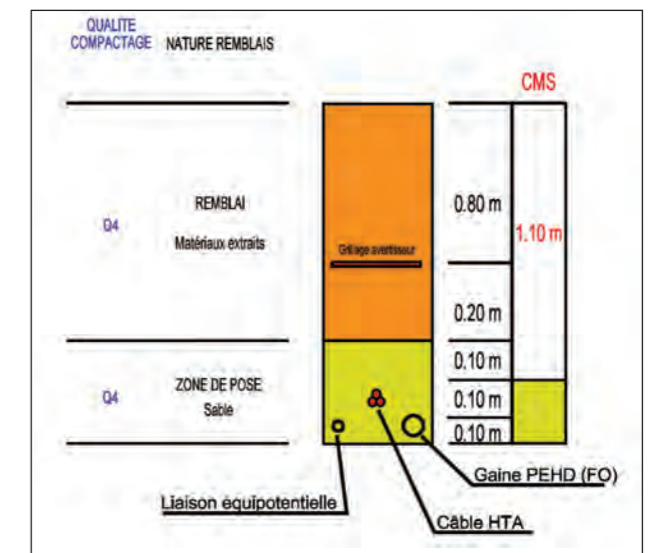 QUALITE
COMPACTAGE
NATURE REMBLAIS
CMS
Q4
REMBLAI
Matériaux extraits
Grillage avertisseur
0.80 m
1.10 m
0.20 m
0.10 m
Q4
ZONE DE POSE
Sable
0.10 m
0.10 m
Gaine PEHD (FO)
Liaison équipotentielle
Câble HTA